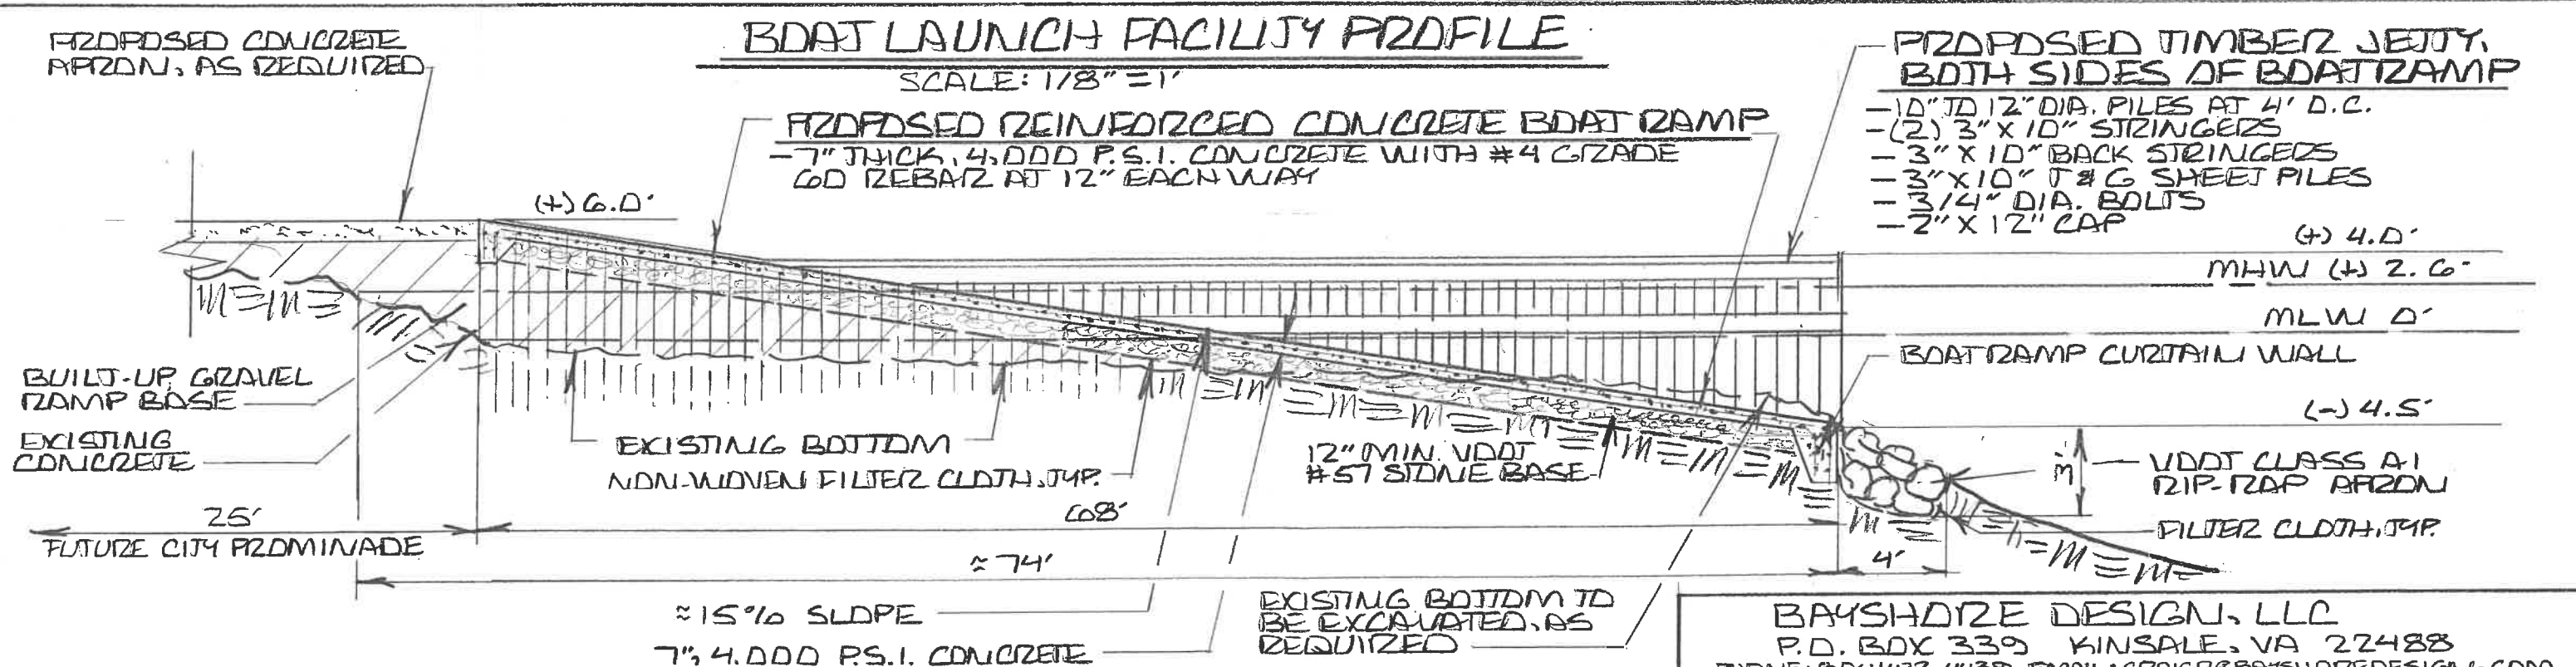 BOAT LAUNCH FACILITY PROFILE
SCALE: 1/8" = 1'
PROPOSED CONCRETE
APRON, AS REQUIRED
PROPOSED REINFORCED CONCRETE BOAT RAMP
- 7" THICK, 4,000 P.S.I. CONCRETE WITH #4 GRADE
60 REBAR AT 12" EACH WAY
PROPOSED TIMBER JETTY,
BOTH SIDES OF BOAT RAMP
- 10" TO 12" DIA. PILES AT 4' O.C.
- (2) 3" X 10" STRINGERS
- 3" X 10" BACK STRINGERS
- 3" X 10" T & G SHEET PILES
- 3/4" DIA. BOLTS
- 2" X 12" CAP
(+) 6.0'
(+) 4.0'
MHW (+) 2.6'
MLW 0'
BOAT RAMP CURTAIN WALL
(-) 4.5'
BUILT-UP GRAVEL
RAMP BASE
EXISTING
CONCRETE
EXISTING BOTTOM
NON-WOVEN FILTER CLOTH, TYP.
12" MIN. VDOT
#57 STONE BASE
3'
VDOT CLASS A1
RIP-RAP APRON
FILTER CLOTH, TYP.
25'
FUTURE CITY PROMINADE
68'
≈ 74'
4'
≈ 15% SLOPE
7", 4,000 P.S.I. CONCRETE
EXISTING BOTTOM TO
BE EXCAVATED, AS
REQUIRED
BAYSHORE DESIGN, LLC
P.O. BOX 339 KINSALE, VA 22488